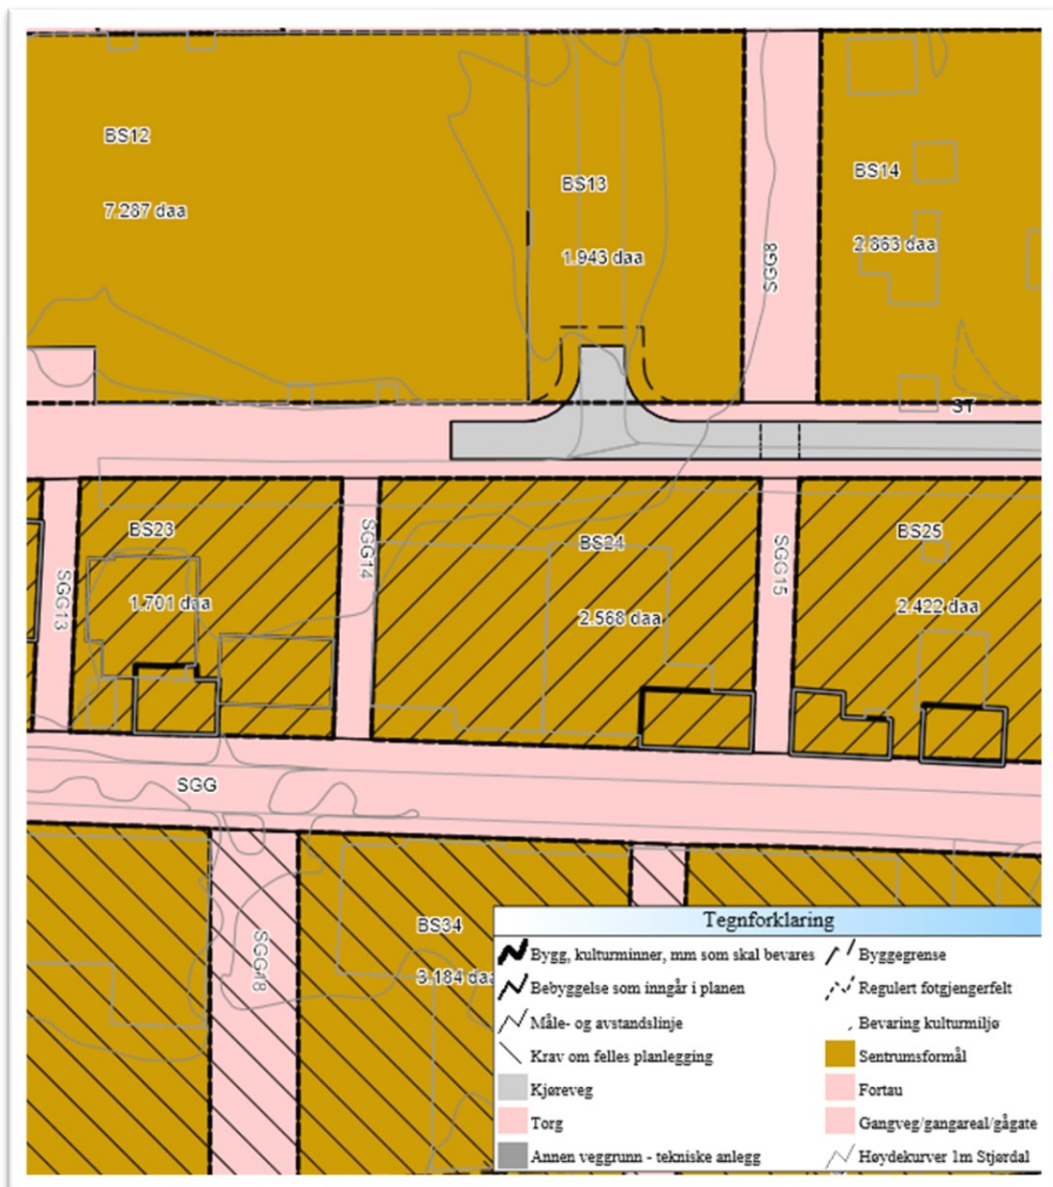 BS12
7.287 daa
BS13
1.943 daa
SGG8
BS14
2.863 daa
ST
SGG13
BS23
1.701 daa
SGG14
BS24
2.568 daa
SGG15
BS25
2.422 daa
SGG
SGG18
BS34
3.184 daa
Tegnforklaring
Bygg, kulturminner, mm som skal bevares
Byggegrense
Bebyggelse som inngår i planen
Regulert fotgjengerfelt
Måle- og avstandslinje
Bevaring kulturmiljø
Krav om felles planlegging
Sentrumsformål
Kjøreveg
Fortau
Torg
Gangveg/gangareal/gågate
Annen veggrunn - tekniske anlegg
Høydekurver 1m Stjørdal